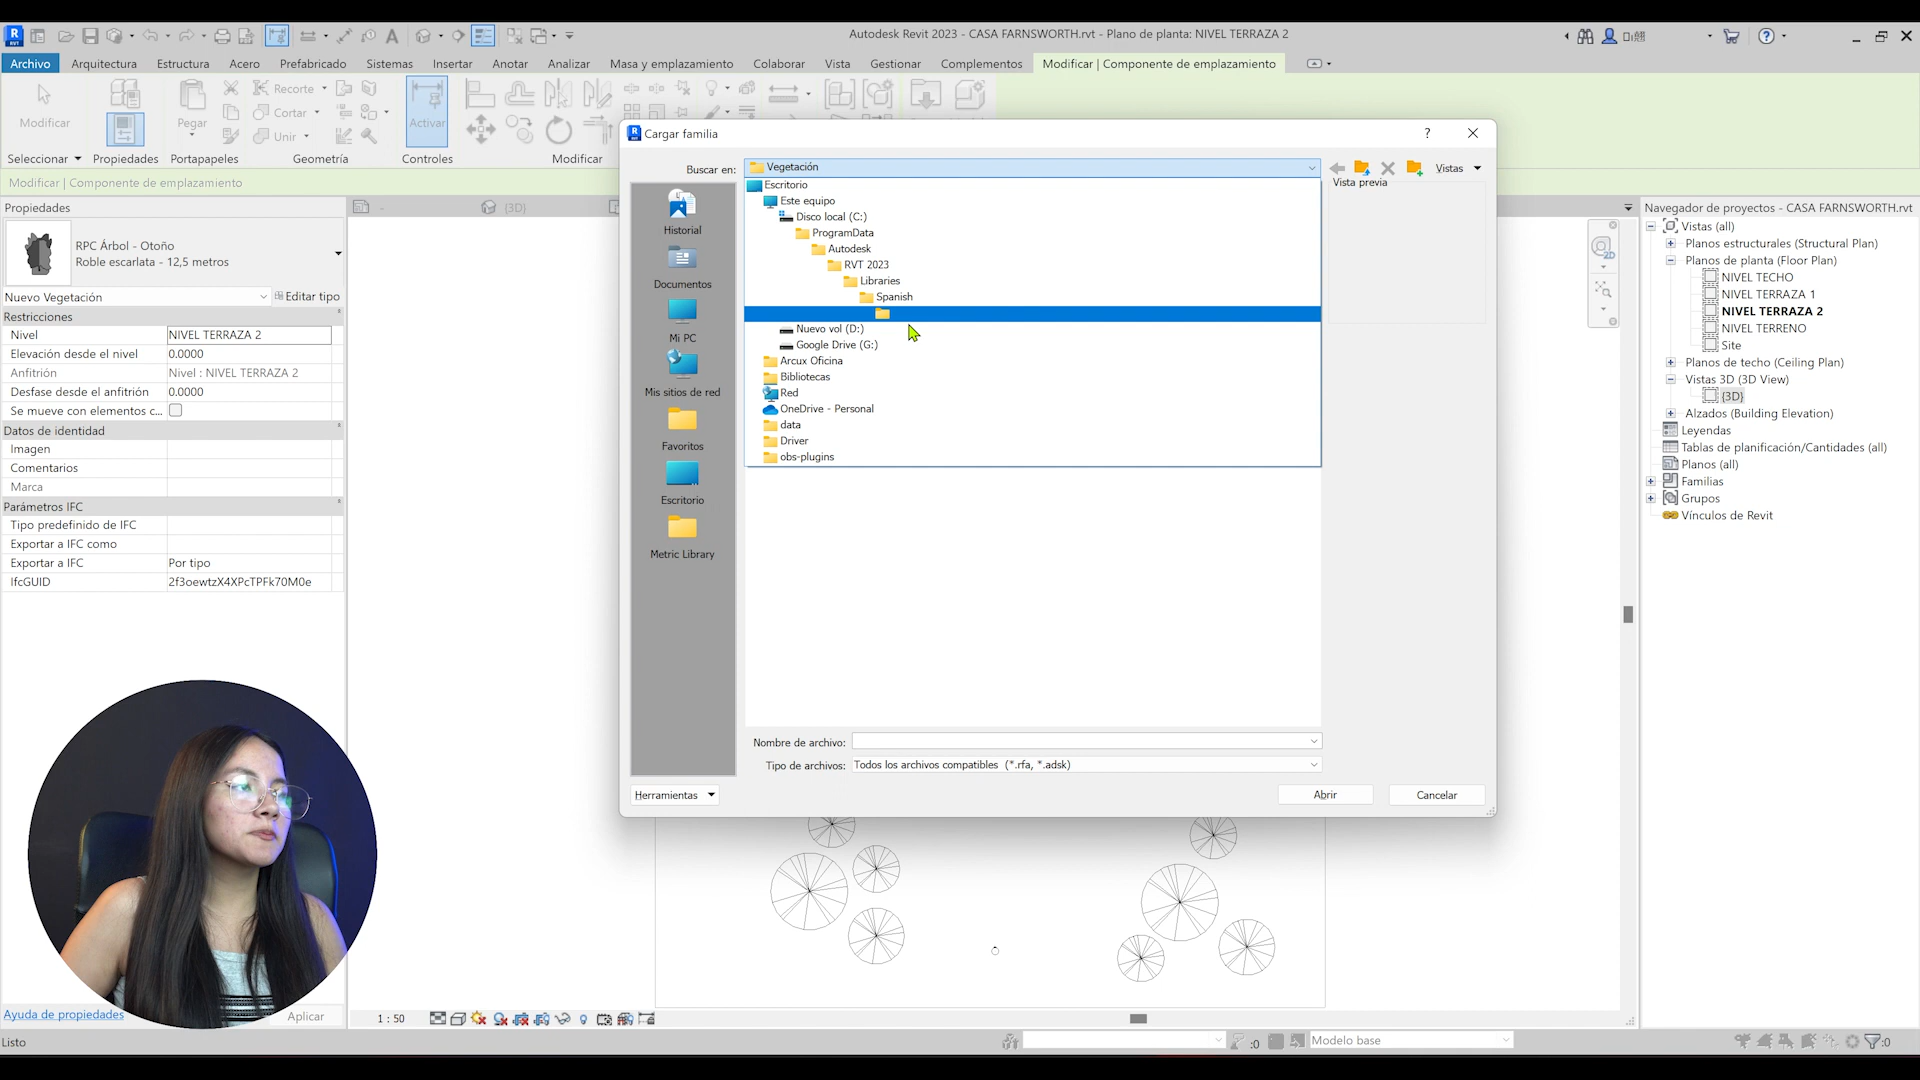 Autodesk Revit 2023 - CASA FARNSWORTH.rvt - Plano de planta: NIVEL TERRAZA 2
Archivo Arquitectura Estructura Acero Prefabricado Sistemas Insertar Anotar Analizar Masa y emplazamiento Colaborar Vista Gestionar Complementos Modificar | Componente de emplazamiento
Modificar
Pegar
Recorte
Cortar
Unir
Activar
Seleccionar Propiedades Portapapeles Geometría Controles Modificar
Modificar | Componente de emplazamiento
Propiedades
RPC Árbol - Otoño
Roble escarlata - 12,5 metros
Nuevo Vegetación Editar tipo
Restricciones
Nivel NIVEL TERRAZA 2
Elevación desde el nivel 0.0000
Anfitrión Nivel : NIVEL TERRAZA 2
Desfase desde el anfitrión 0.0000
Se mueve con elementos c...
Datos de identidad
Imagen
Comentarios
Marca
Parámetros IFC
Tipo predefinido de IFC
Exportar a IFC como
Exportar a IFC Por tipo
IfcGUID 2f3oewtzX4XPcTPFk70M0e
Ayuda de propiedades Aplicar
Listo
{3D}
Cargar familia
?
Buscar en: Vegetación
Vistas
Vista previa
Historial
Documentos
Mi PC
Mis sitios de red
Favoritos
Escritorio
Metric Library
Escritorio
Este equipo
Disco local (C:)
ProgramData
Autodesk
RVT 2023
Libraries
Spanish
Nuevo vol (D:)
Google Drive (G:)
Arcux Oficina
Bibliotecas
Red
OneDrive - Personal
data
Driver
obs-plugins
Nombre de archivo:
Tipo de archivos: Todos los archivos compatibles (*.rfa, *.adsk)
Herramientas Abrir Cancelar
1 : 50
:0 Modelo base :0
Navegador de proyectos - CASA FARNSWORTH.rvt
Vistas (all)
Planos estructurales (Structural Plan)
Planos de planta (Floor Plan)
NIVEL TECHO
NIVEL TERRAZA 1
NIVEL TERRAZA 2
NIVEL TERRENO
Site
Planos de techo (Ceiling Plan)
Vistas 3D (3D View)
{3D}
Alzados (Building Elevation)
Leyendas
Tablas de planificación/Cantidades (all)
Planos (all)
Familias
Grupos
Vínculos de Revit